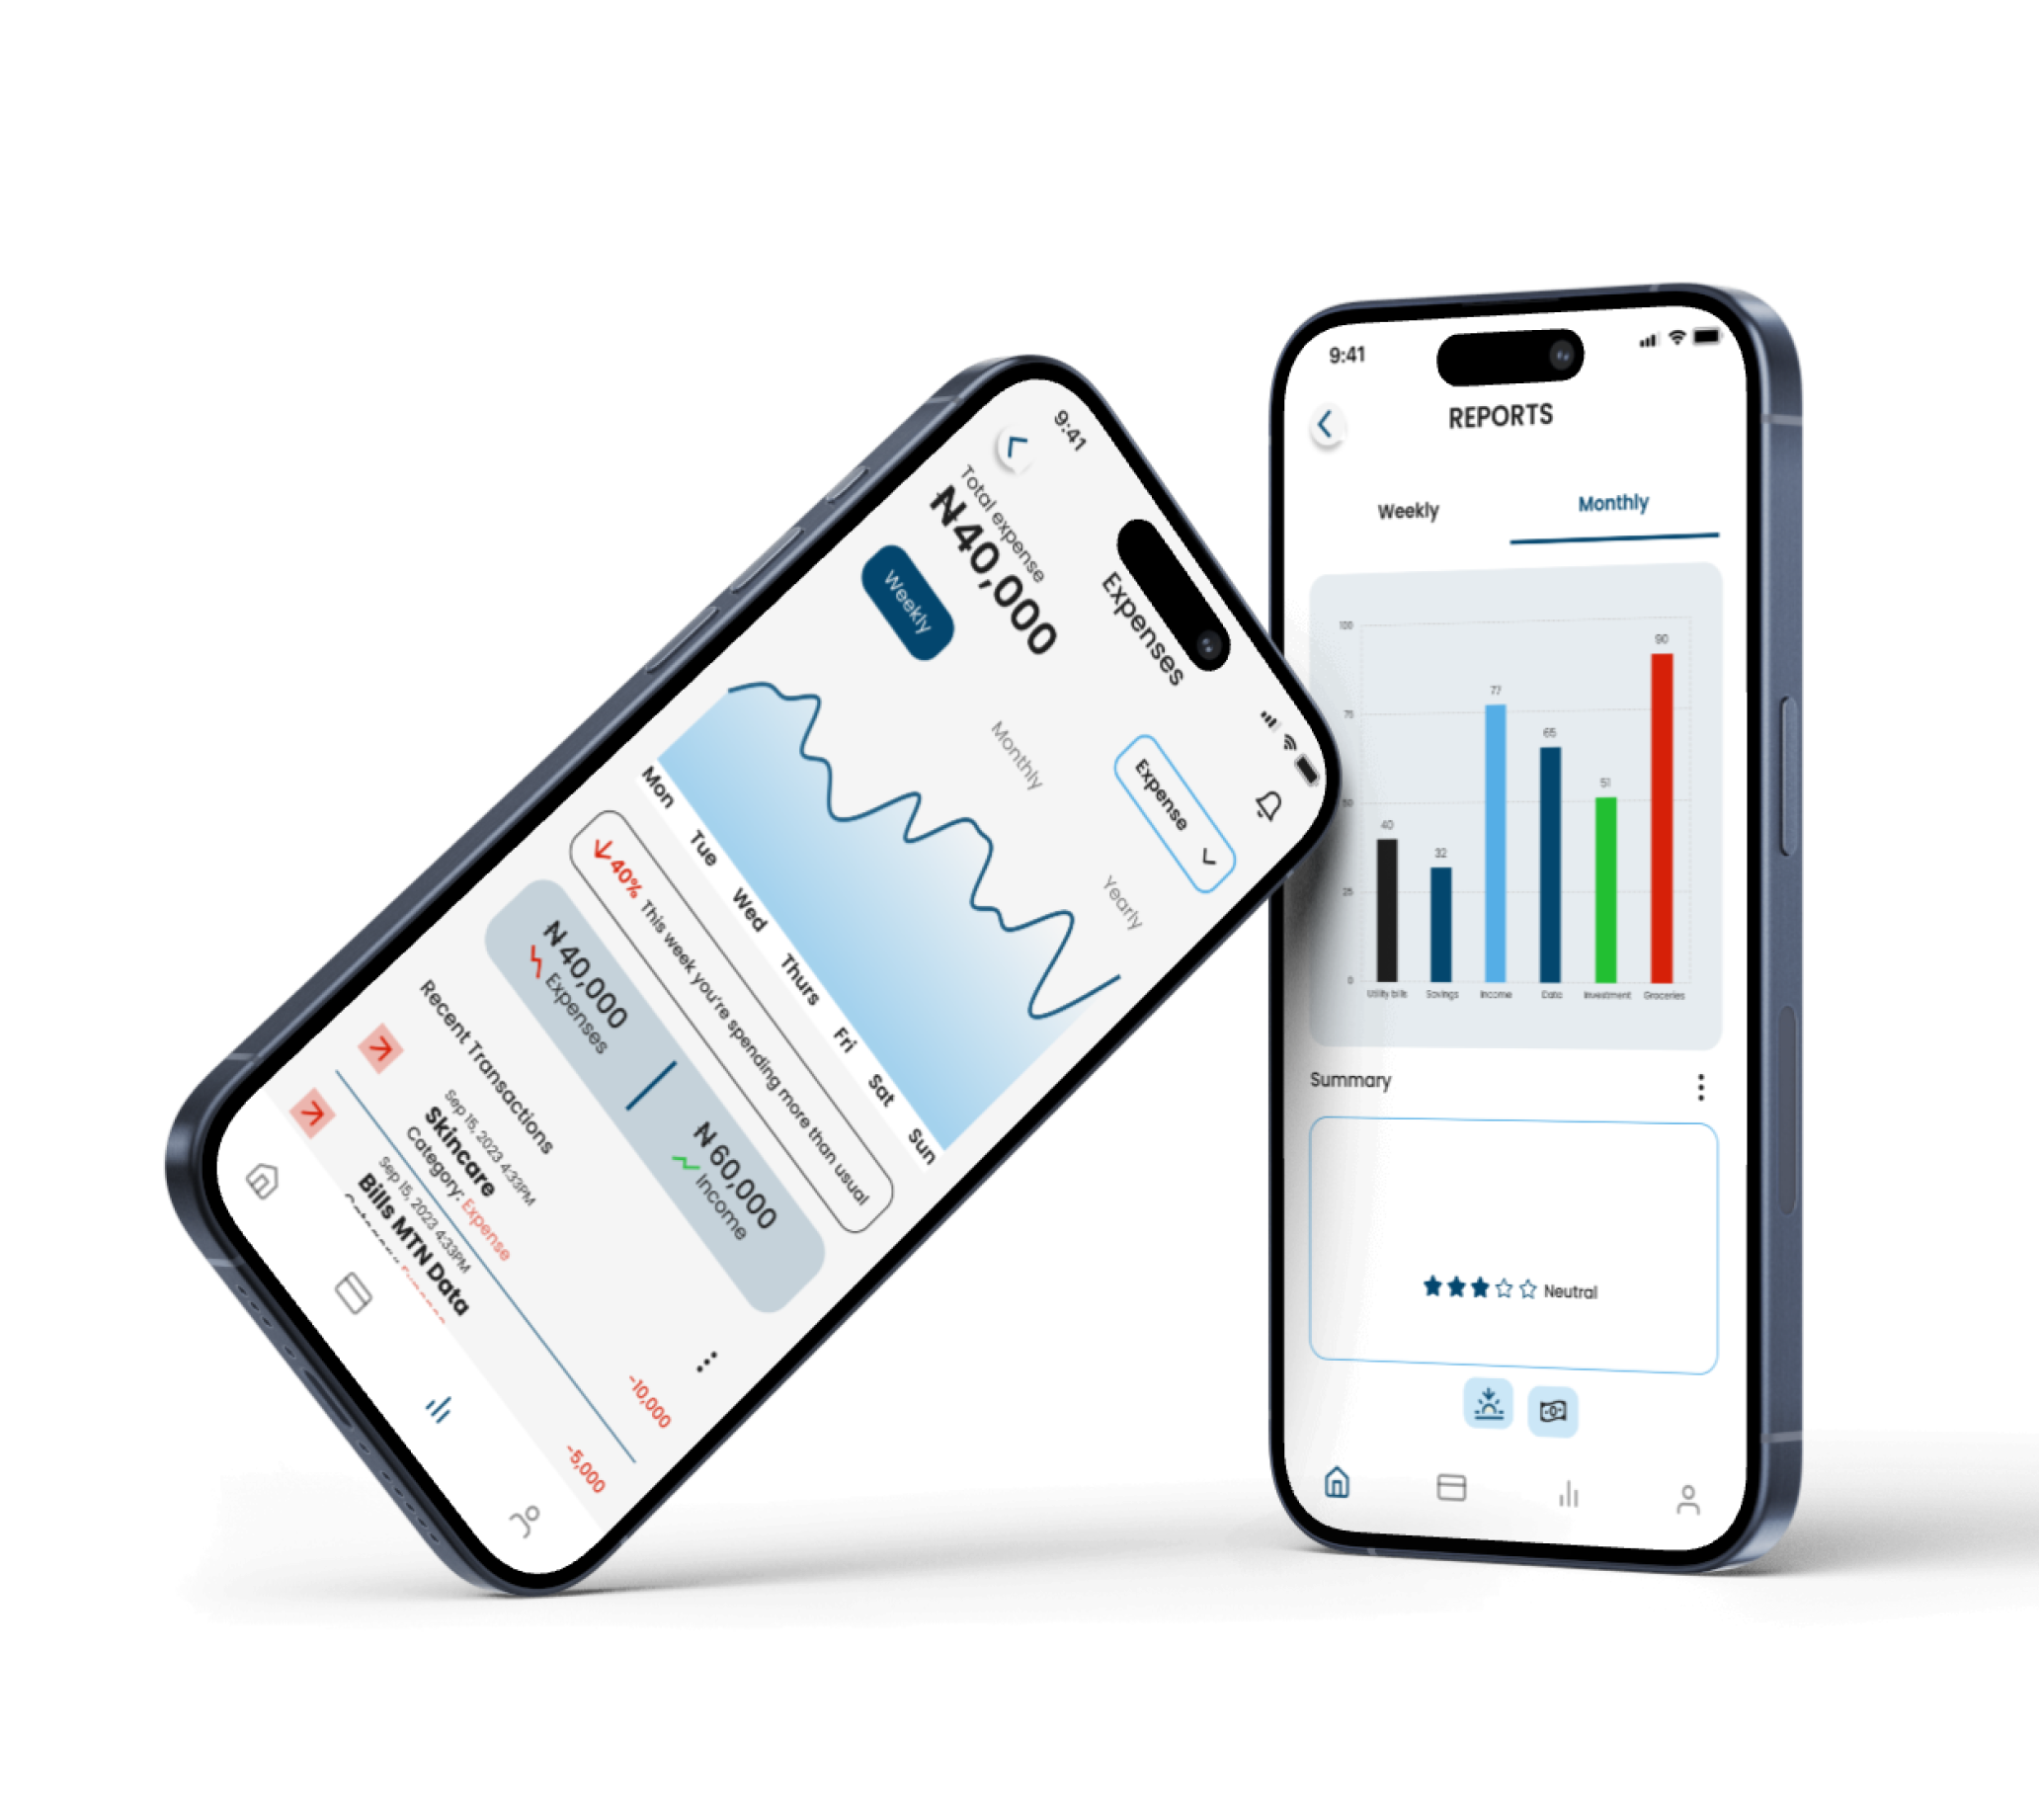 9:41
Expenses
Total expense
₦40,000
Expense
Weekly
Monthly
Yearly
Mon Tue Wed Thurs Fri Sat Sun
40% This week you're spending more than usual
₦40,000
Expenses
₦60,000
Income
Recent Transactions
Sep 15, 2023 4:33PM
Skincare
Category: Expense
-10,000
Sep 15, 2023 4:33PM
Bills MTN Data
-5,000
9:41
REPORTS
Weekly
Monthly
100
75
50
25
0
40
32
77
65
51
90
Utility bills Savings Income Data Investment Groceries
Summary
Neutral